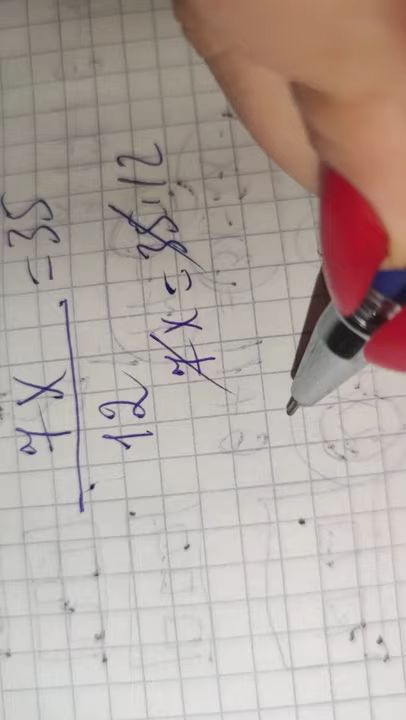 7x/12 = 35
7x = 35.12